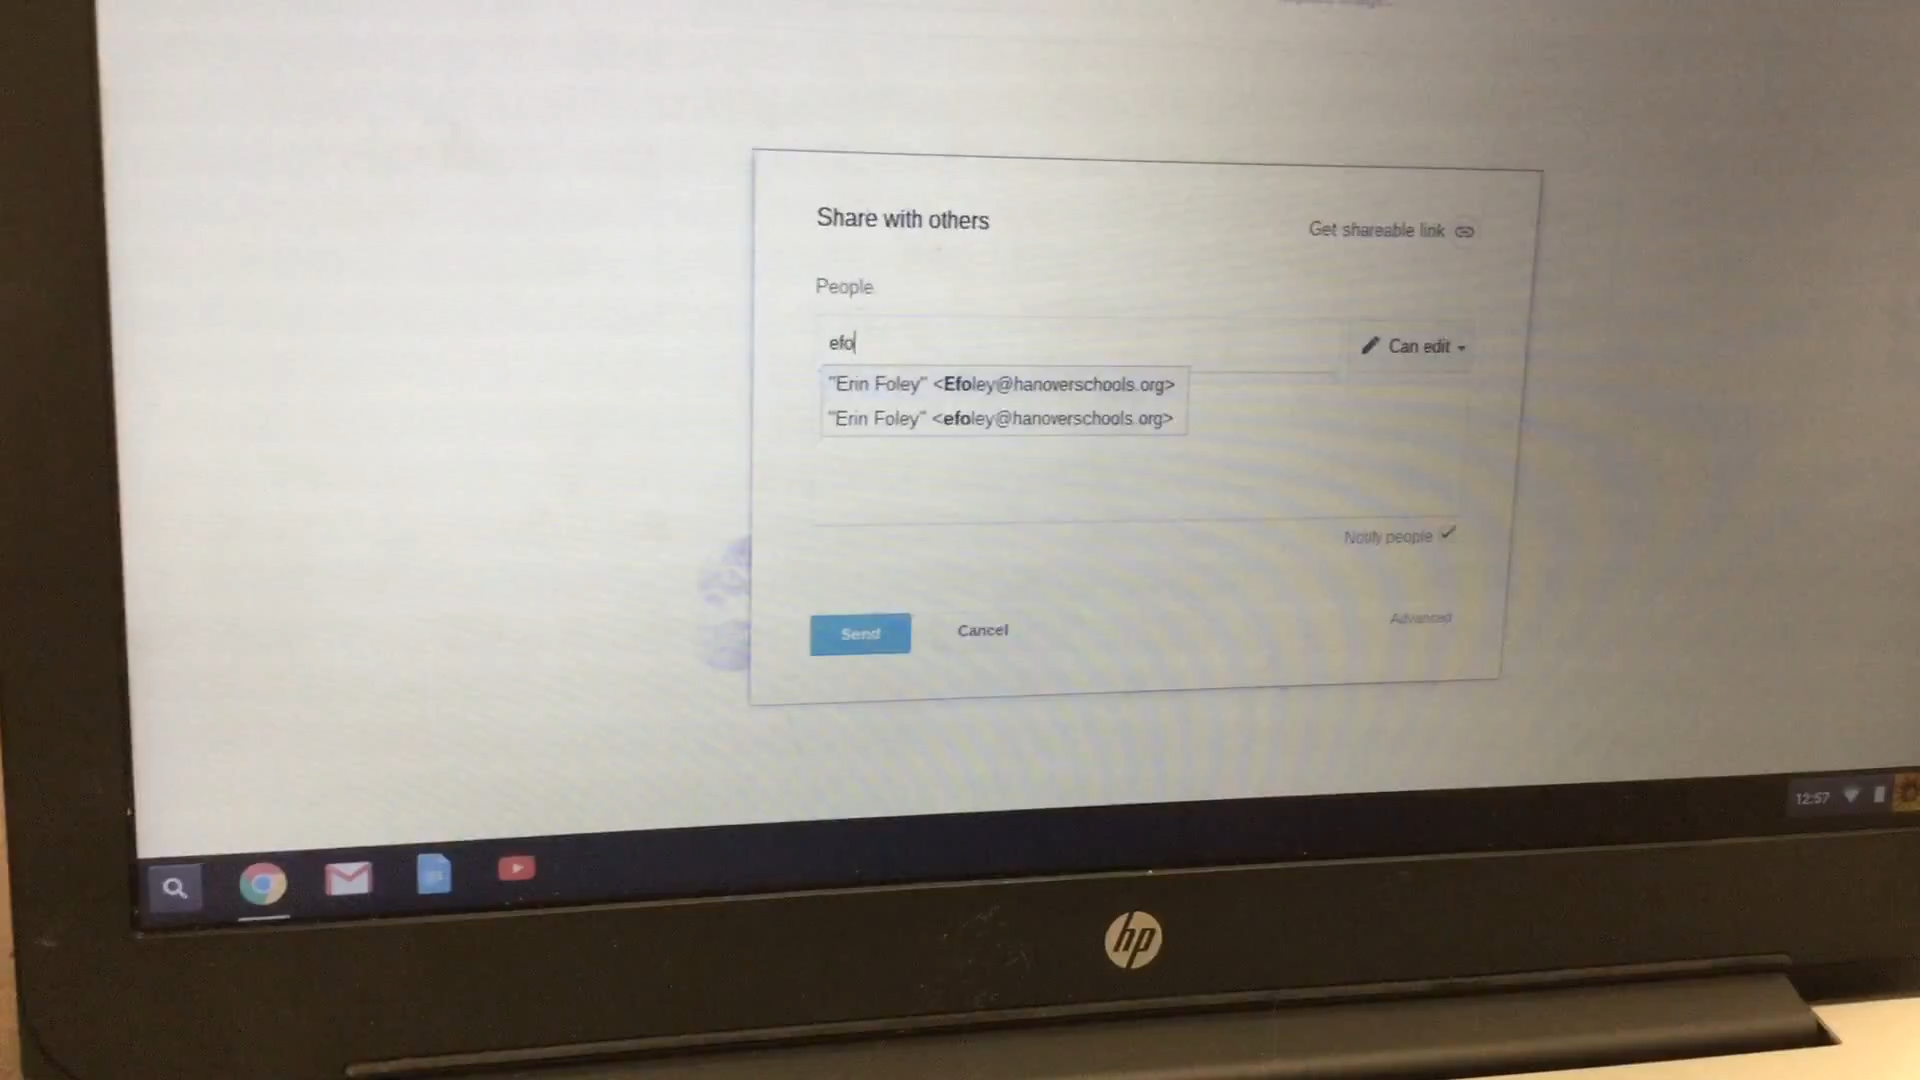 Share with others
Get shareable link
People
efo
Can edit
"Erin Foley" <Efoley@hanoverschools.org>
"Erin Foley" <efoley@hanoverschools.org>
Notify people
Send
Cancel
Advanced
12:57
hp